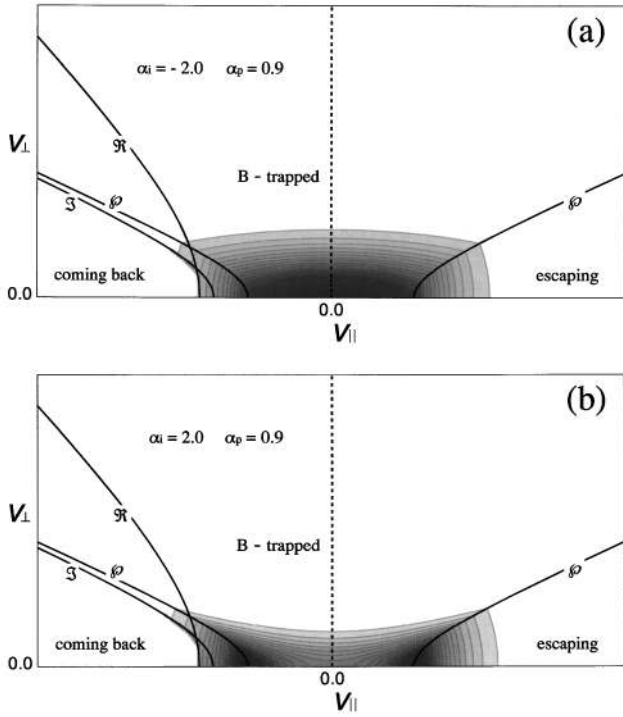 (a)
αi = - 2.0 αp = 0.9
V⊥
ℜ
B - trapped
℘
℘
ℑ
coming back
escaping
0.0
0.0
V||
(b)
αi = 2.0 αp = 0.9
V⊥
ℜ
B - trapped
℘
℘
ℑ
coming back
escaping
0.0
0.0
V||